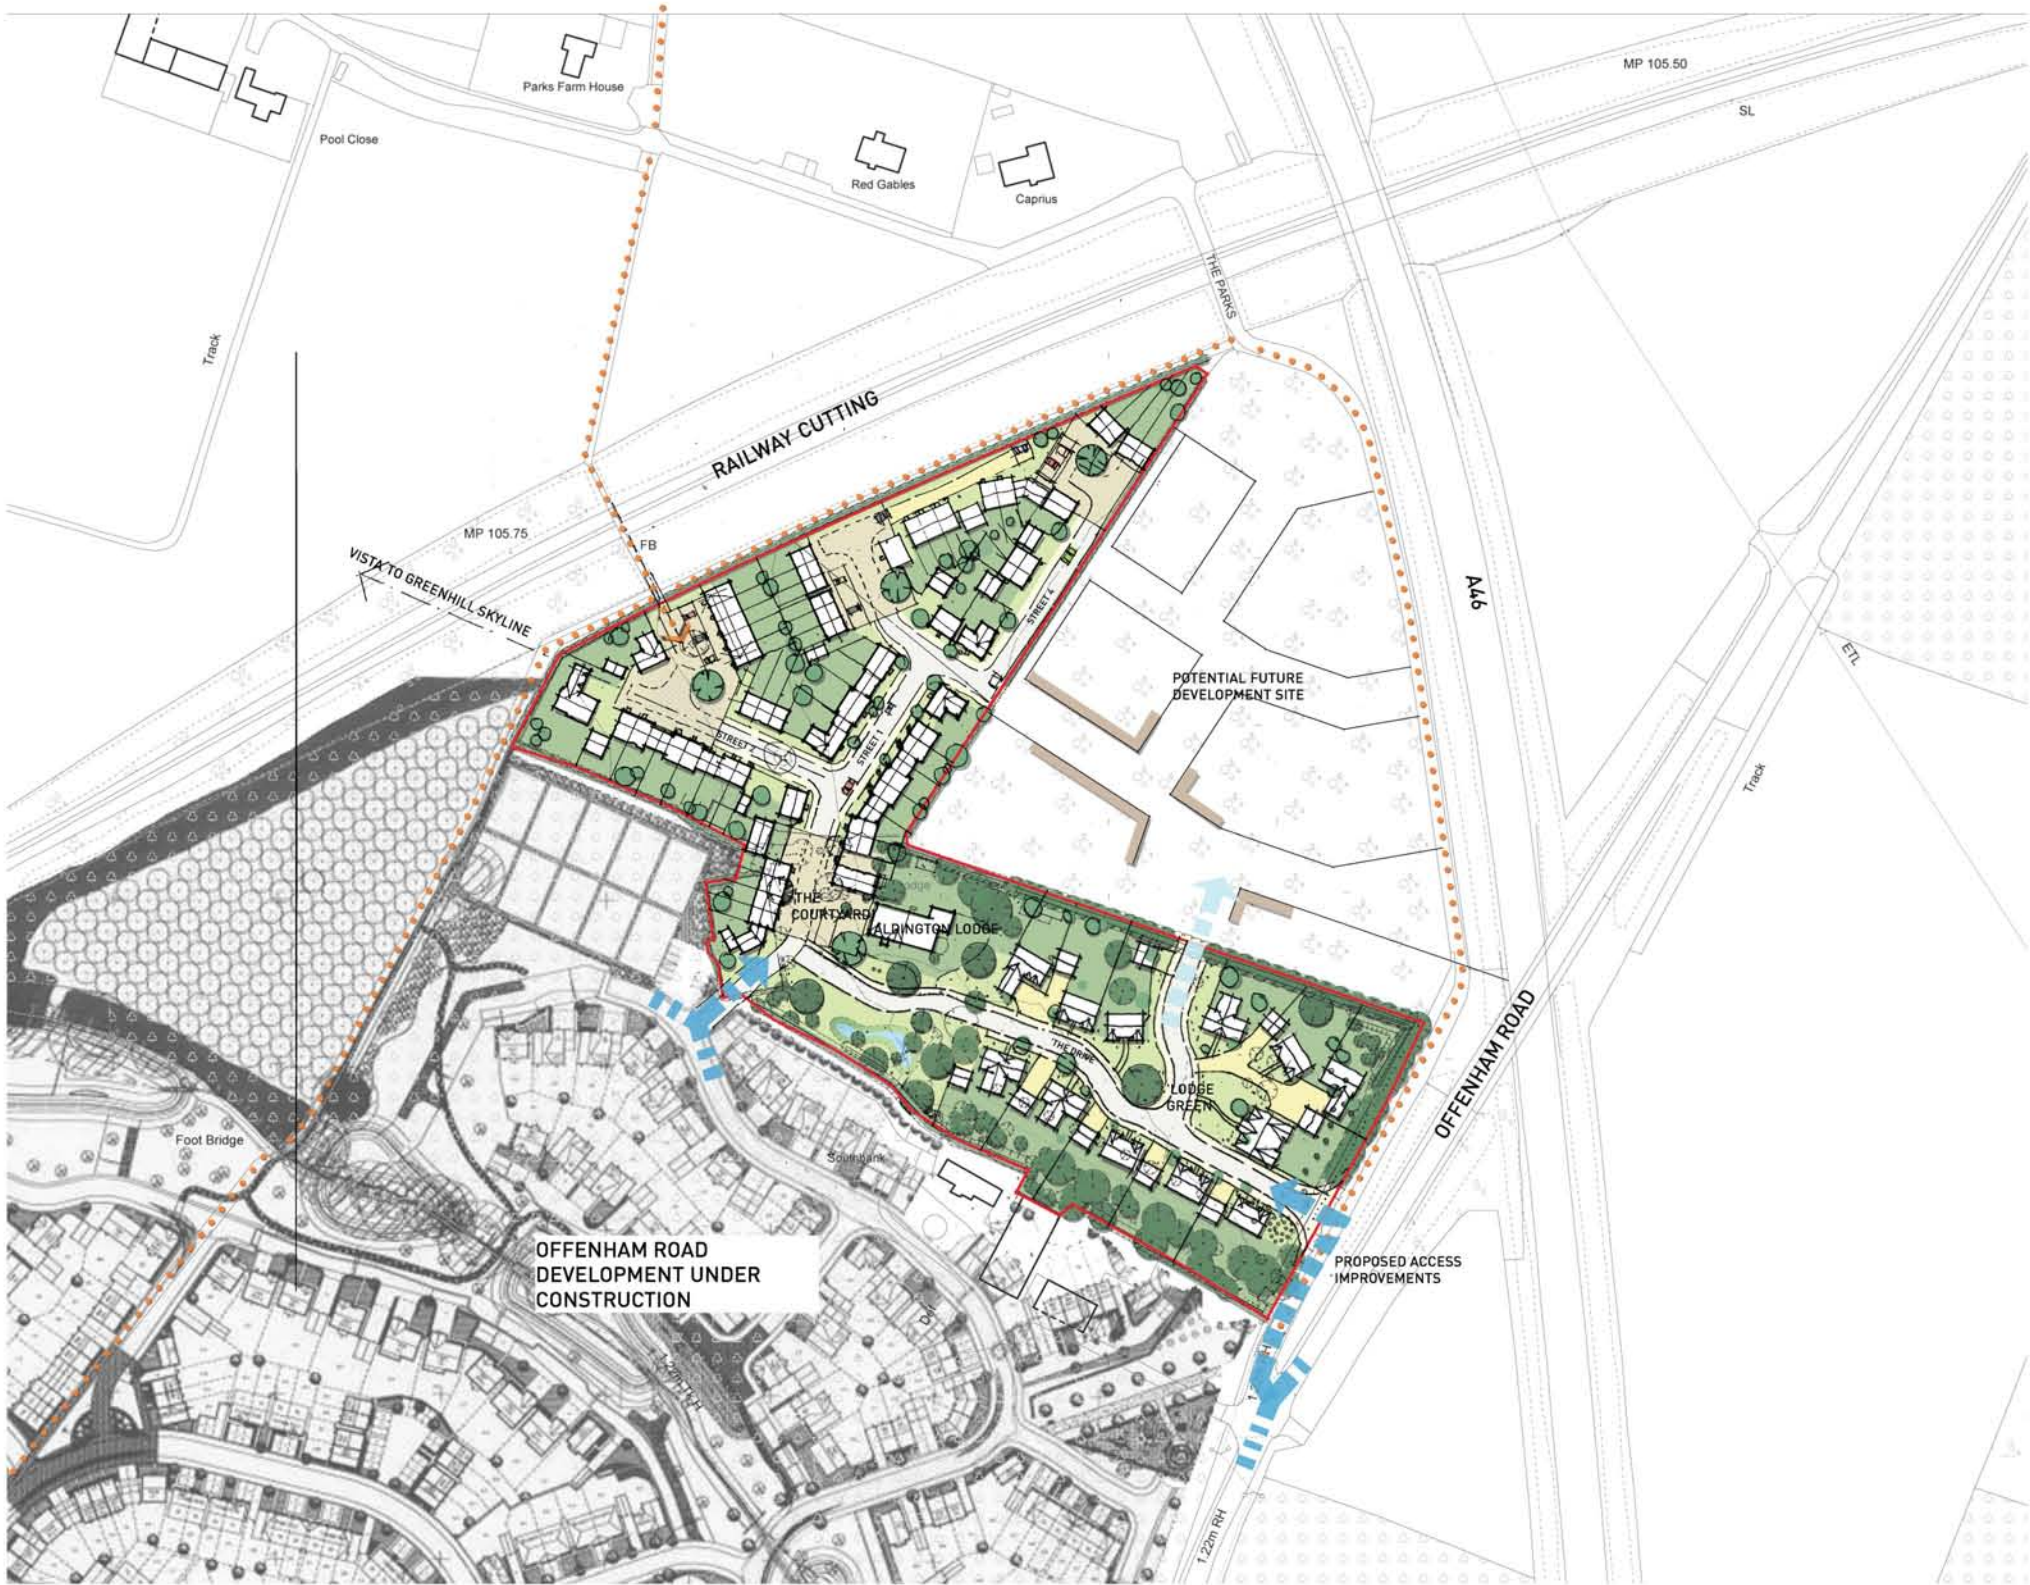 MP 105.50
Parks Farm House
SL
Pool Close
Red Gables
Caprius
THE PARKS
Track
RAILWAY CUTTING
MP 105.75
FB
VISTA TO GREENHILL SKYLINE
A46
STREET 4
ETL
POTENTIAL FUTURE
DEVELOPMENT SITE
STREET 2
STREET 1
Track
THE
COURTYARD
ALDINGTON LODGE
OFFENHAM ROAD
THE DRIVE
LODGE
GREEN
Foot Bridge
Southbank
OFFENHAM ROAD
DEVELOPMENT UNDER
CONSTRUCTION
PROPOSED ACCESS
IMPROVEMENTS
Def
1.22m RH